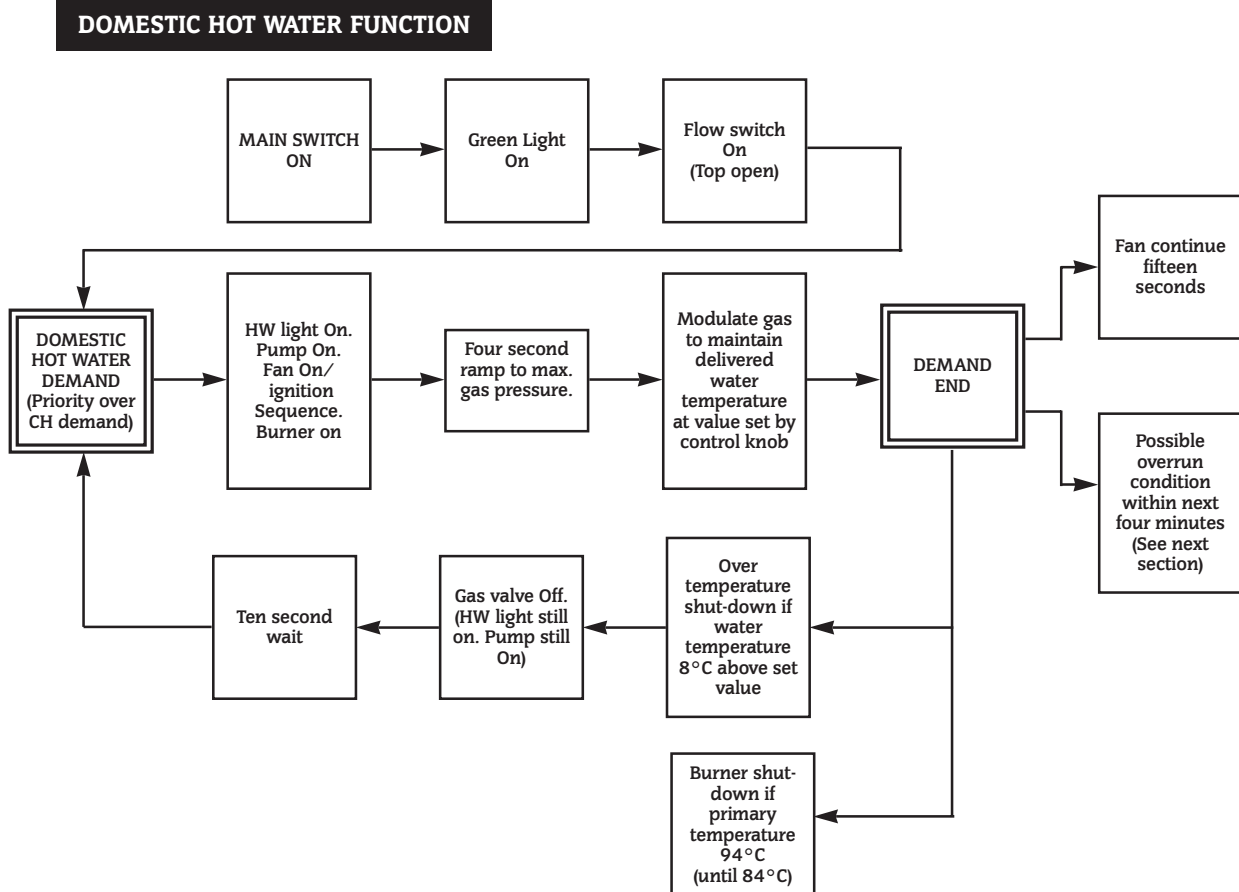 DOMESTIC HOT WATER FUNCTION
MAIN SWITCH
ON
Green Light
On
Flow switch
On
(Top open)
Fan continue
fifteen
seconds
DOMESTIC
HOT WATER
DEMAND
(Priority over
CH demand)
HW light On.
Pump On.
Fan On/
ignition
Sequence.
Burner on
Four second
ramp to max.
gas pressure.
Modulate gas
to maintain
delivered
water
temperature
at value set by
control knob
DEMAND
END
Possible
overrun
condition
within next
four minutes
(See next
section)
Ten second
wait
Gas valve Off.
(HW light still
on. Pump still
On)
Over
temperature
shut-down if
water
temperature
8°C above set
value
Burner shut-
down if
primary
temperature
94°C
(until 84°C)